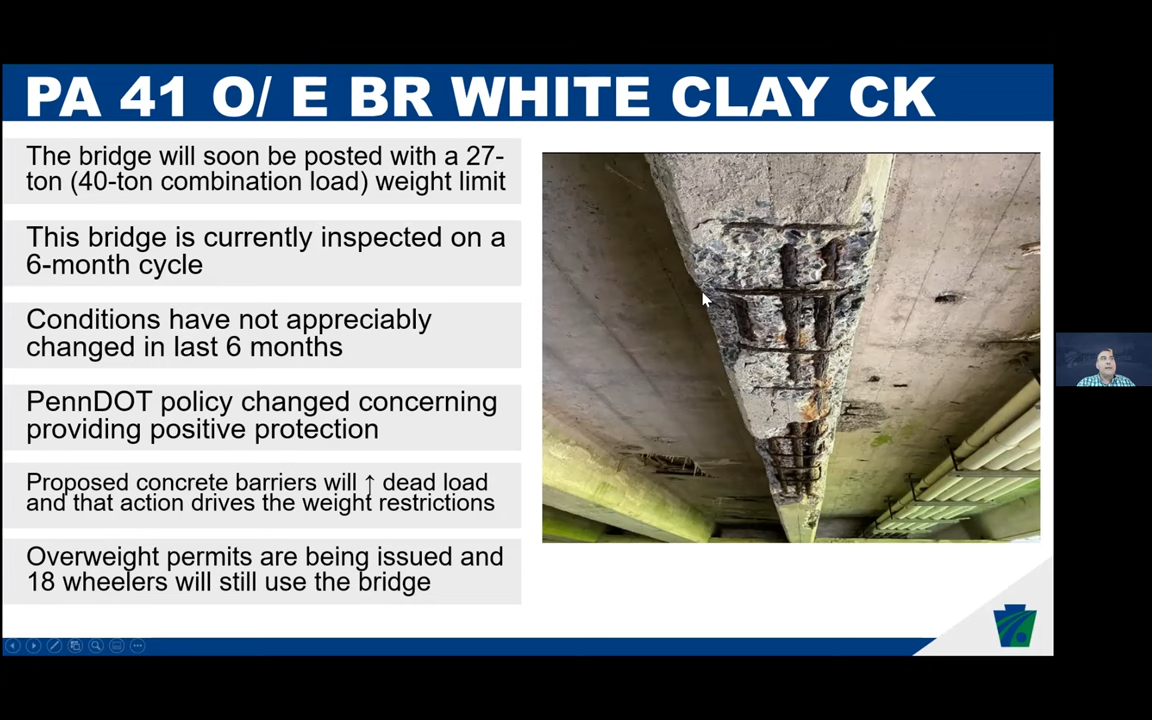 PA 41 O/ E BR WHITE CLAY CK
The bridge will soon be posted with a 27-
ton (40-ton combination load) weight limit
This bridge is currently inspected on a
6-month cycle
Conditions have not appreciably
changed in last 6 months
PennDOT policy changed concerning
providing positive protection
Proposed concrete barriers will ↑ dead load
and that action drives the weight restrictions
Overweight permits are being issued and
18 wheelers will still use the bridge